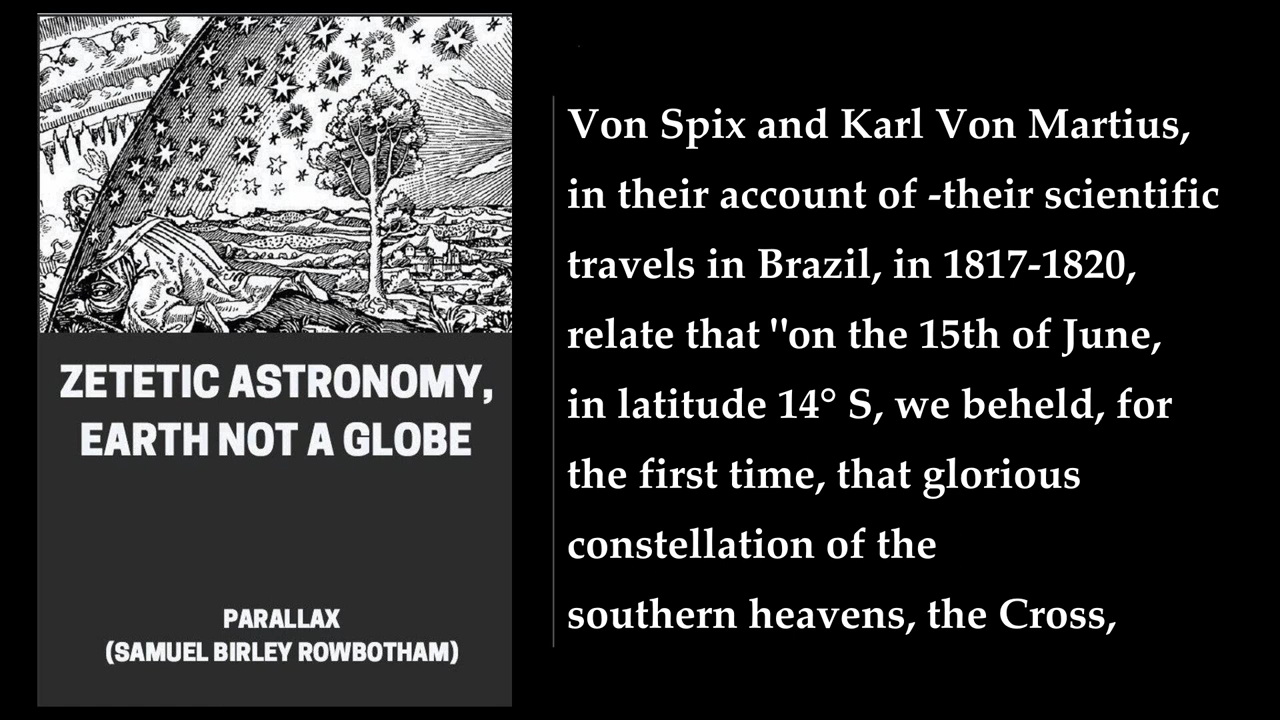 ZETETIC ASTRONOMY,
EARTH NOT A GLOBE
PARALLAX
(SAMUEL BIRLEY ROWBOTHAM)
Von Spix and Karl Von Martius,
in their account of -their scientific
travels in Brazil, in 1817-1820,
relate that "on the 15th of June,
in latitude 14° S, we beheld, for
the first time, that glorious
constellation of the
southern heavens, the Cross,